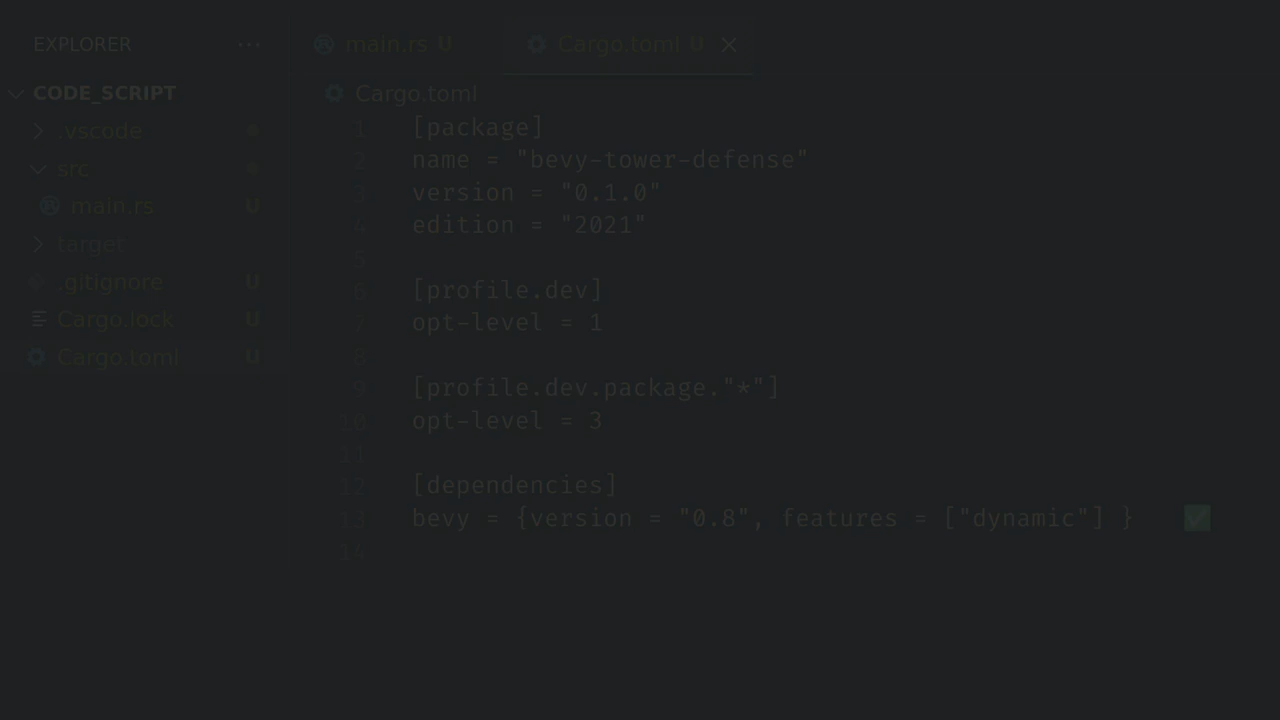 EXPLORER
main.rs U
Cargo.toml U
CODE_SCRIPT
Cargo.toml
.vscode
src
main.rs U
target
.gitignore U
Cargo.lock U
Cargo.toml U
1 [package]
2 name = "bevy-tower-defense"
3 version = "0.1.0"
4 edition = "2021"
5
6 [profile.dev]
7 opt-level = 1
8
9 [profile.dev.package."*"]
10 opt-level = 3
11
12 [dependencies]
13 bevy = {version = "0.8", features = ["dynamic"] }
14